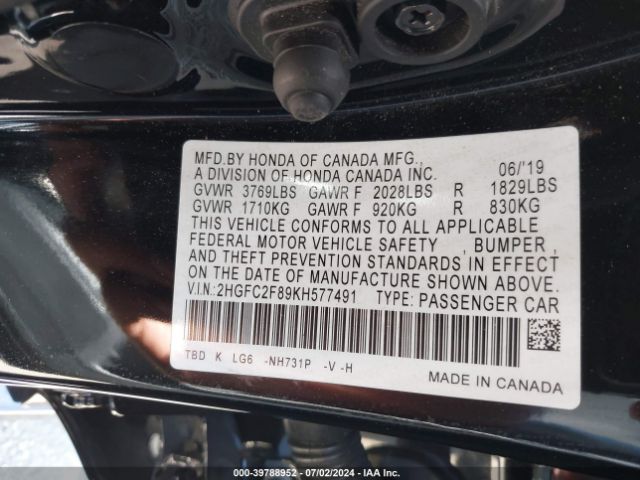 MFD.BY HONDA OF CANADA MFG.,
A DIVISION OF HONDA CANADA INC. 06/'19
GVWR 3769LBS GAWR F 2028LBS R 1829LBS
GVWR 1710KG GAWR F 920KG R 830KG
THIS VEHICLE CONFORMS TO ALL APPLICABLE
FEDERAL MOTOR VEHICLE SAFETY , BUMPER ,
AND THEFT PREVENTION STANDARDS IN EFFECT
ON THE DATE OF MANUFACTURE SHOWN ABOVE.
V.I.N.:2HGFC2F89KH577491 TYPE: PASSENGER CAR
TBD K LG6 -NH731P -V -H
MADE IN CANADA
000-39788952 | 07/02/2024 | IAA Inc.